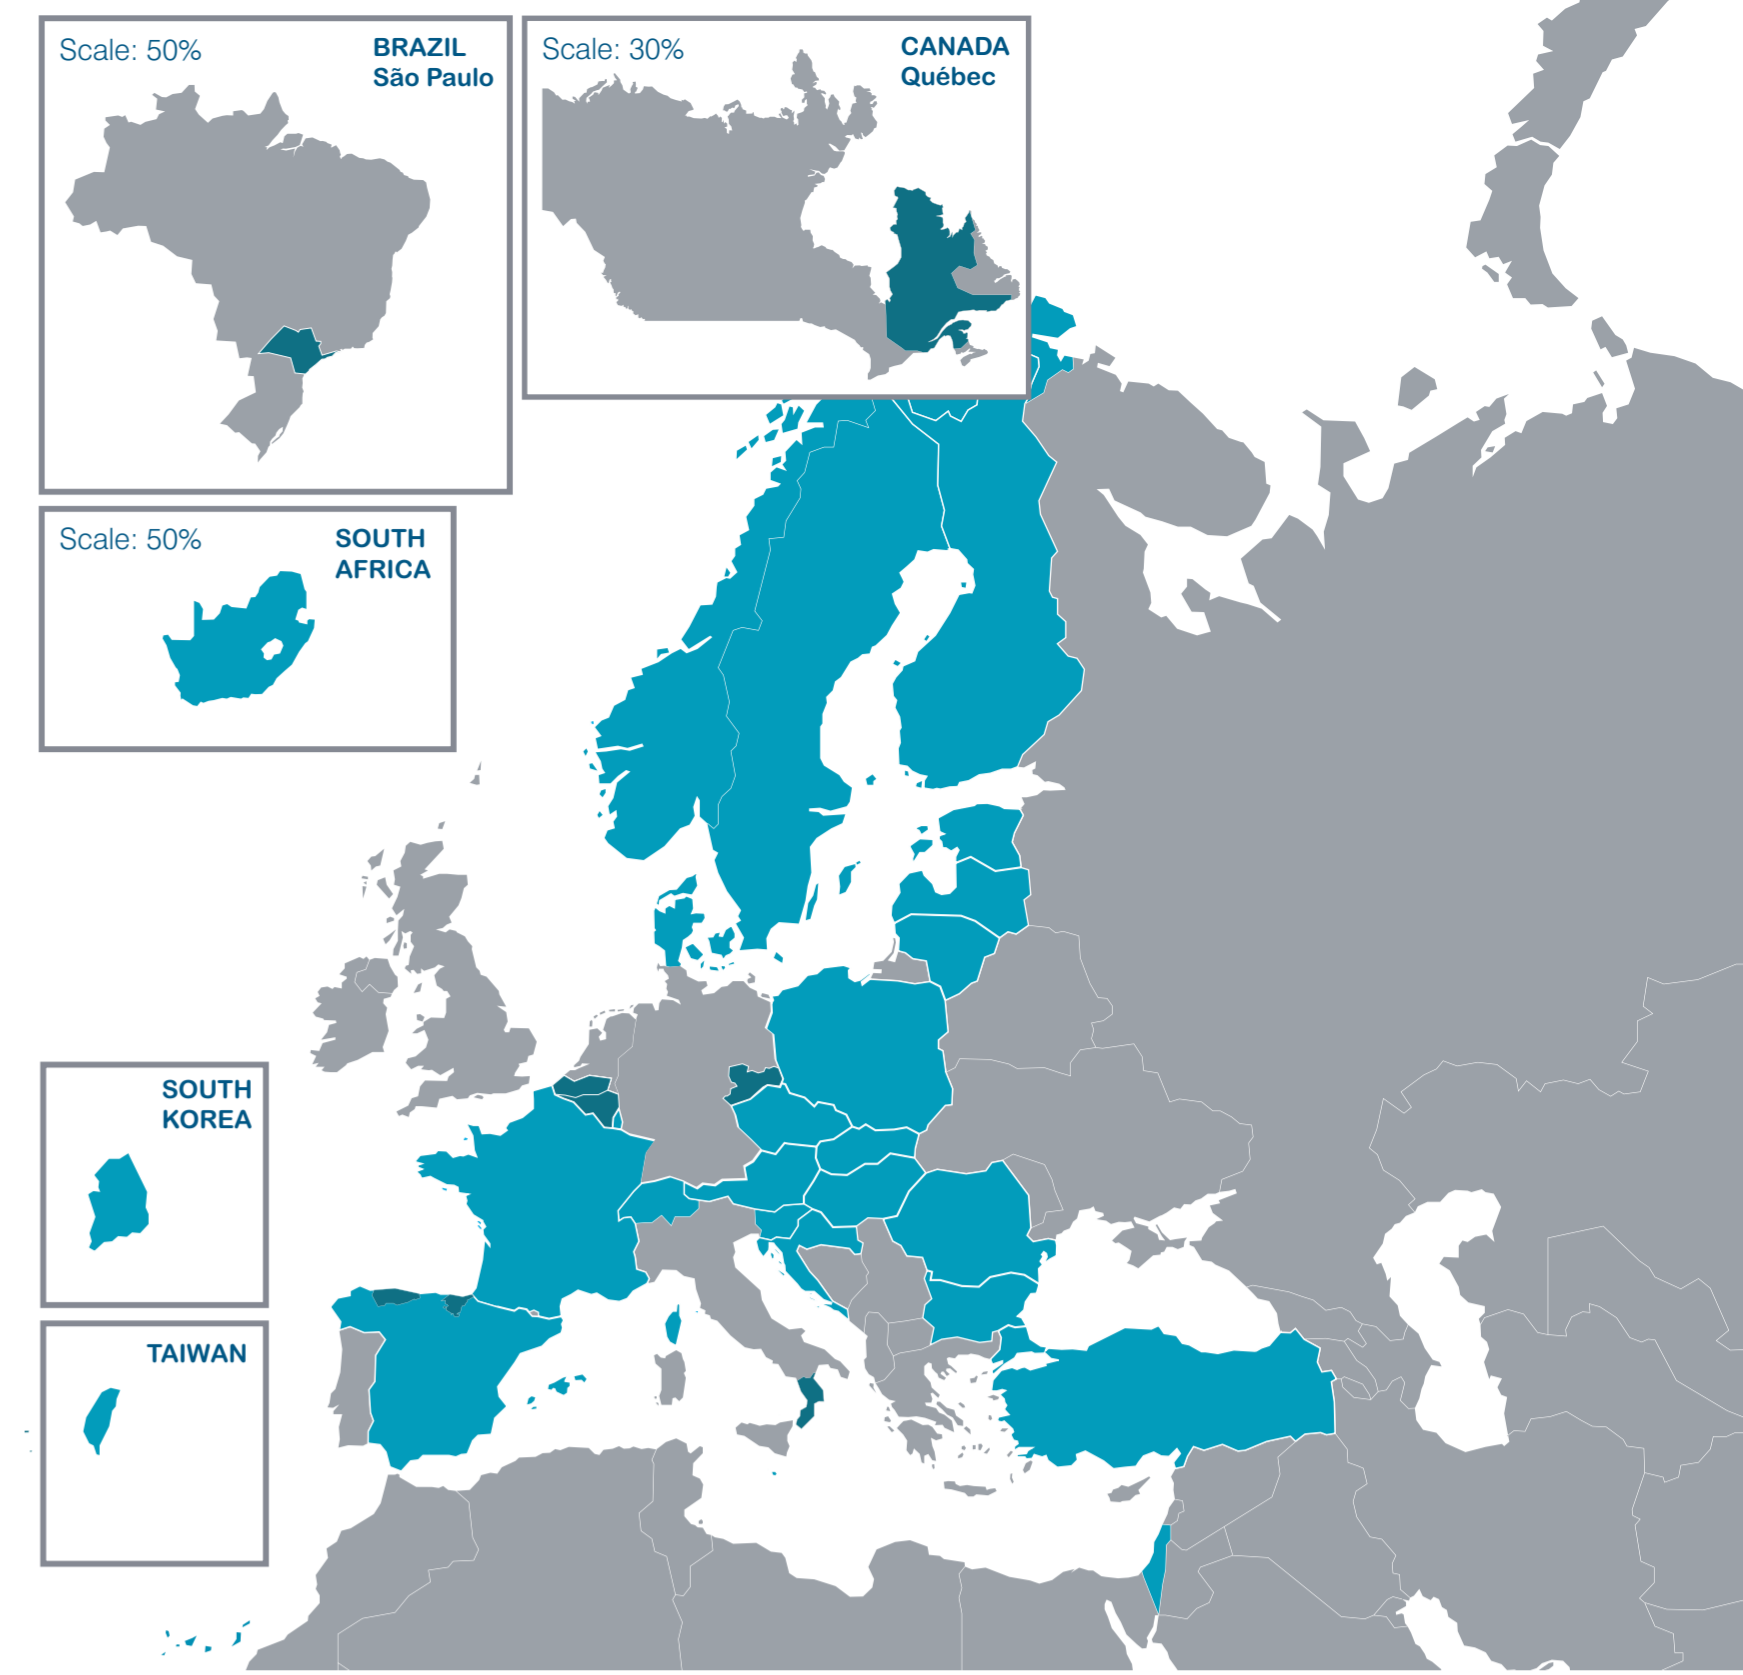 Scale: 50%
BRAZIL
São Paulo
Scale: 30%
CANADA
Québec
Scale: 50%
SOUTH
AFRICA
SOUTH
KOREA
TAIWAN